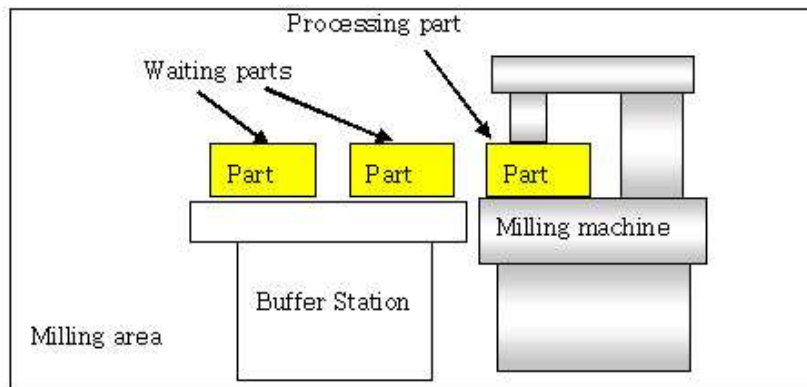 Processing part
Waiting parts
Part Part Part
Milling machine
Buffer Station
Milling area